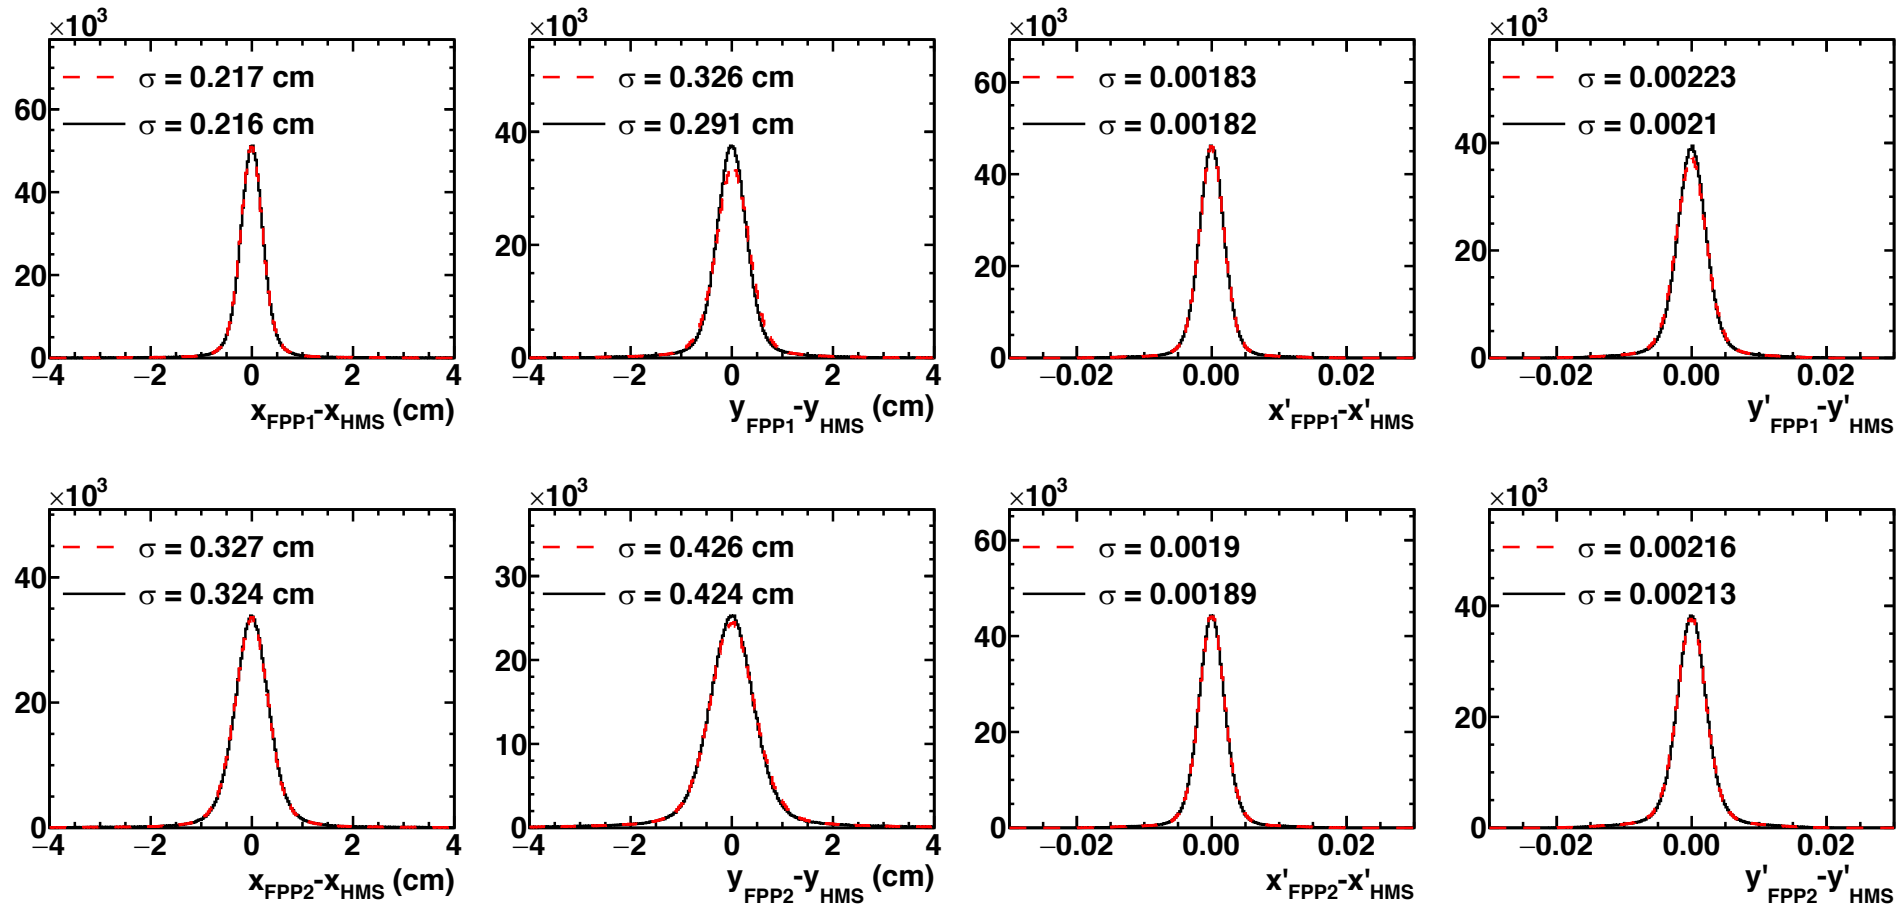 ×10³
σ = 0.217 cm
σ = 0.216 cm
60
40
20
0
−4 −2 0 2 4
x_FPP1-x_HMS (cm)
×10³
σ = 0.326 cm
σ = 0.291 cm
40
20
0
−4 −2 0 2 4
y_FPP1-y_HMS (cm)
×10³
σ = 0.00183
σ = 0.00182
60
40
20
0
−0.02 0.00 0.02
x'_FPP1-x'_HMS
×10³
σ = 0.00223
σ = 0.0021
40
20
0
−0.02 0.00 0.02
y'_FPP1-y'_HMS
×10³
σ = 0.327 cm
σ = 0.324 cm
40
20
0
−4 −2 0 2 4
x_FPP2-x_HMS (cm)
×10³
σ = 0.426 cm
σ = 0.424 cm
30
20
10
0
−4 −2 0 2 4
y_FPP2-y_HMS (cm)
×10³
σ = 0.0019
σ = 0.00189
60
40
20
0
−0.02 0.00 0.02
x'_FPP2-x'_HMS
×10³
σ = 0.00216
σ = 0.00213
40
20
0
−0.02 0.00 0.02
y'_FPP2-y'_HMS